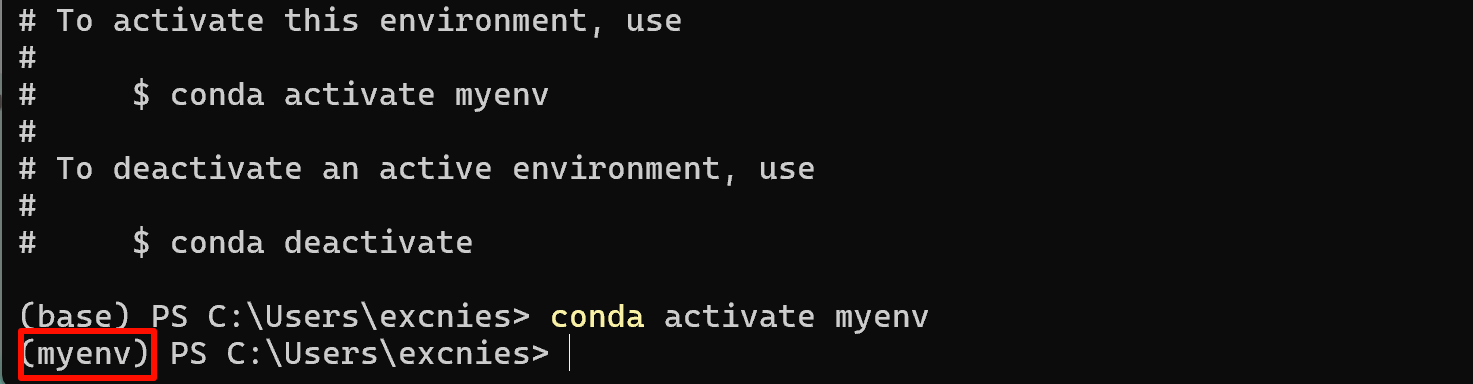 # To activate this environment, use
#
#     $ conda activate myenv
#
# To deactivate an active environment, use
#
#     $ conda deactivate
(base) PS C:\Users\excnies> conda activate myenv
(myenv) PS C:\Users\excnies>